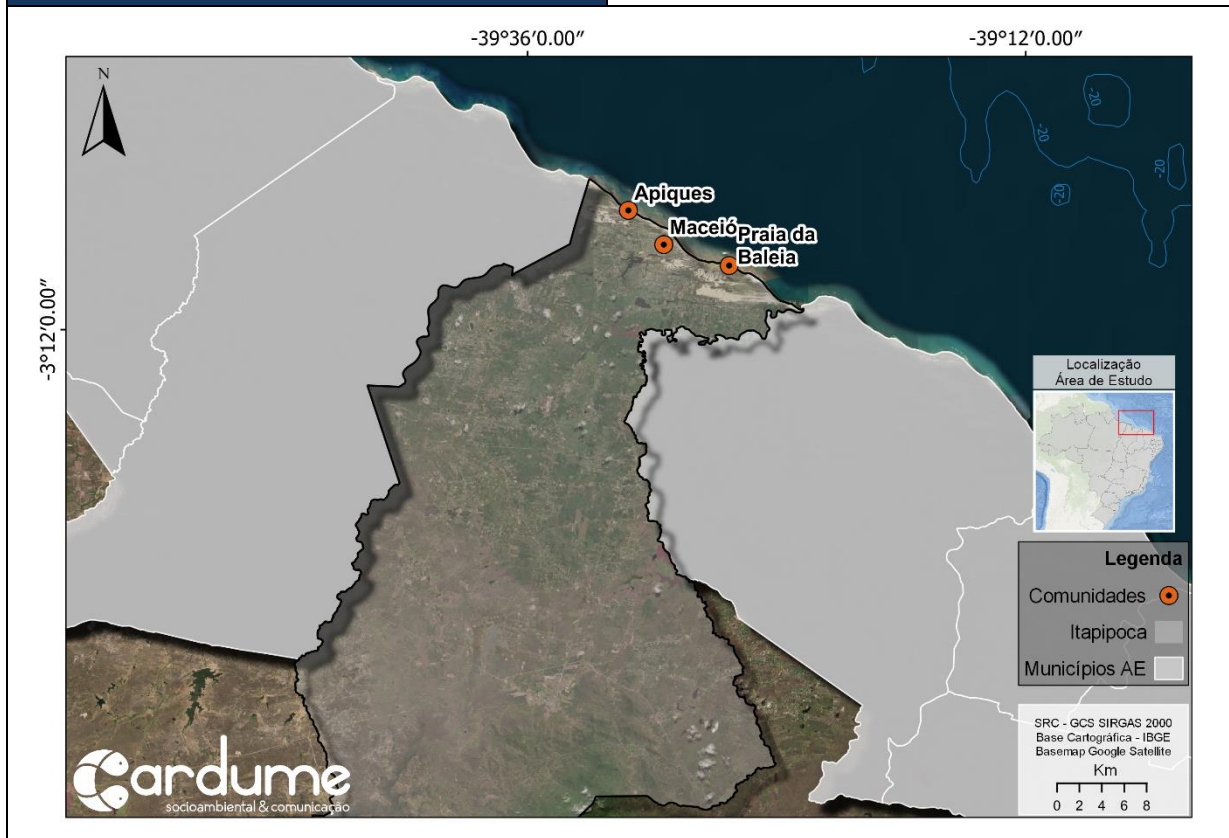 -39°36′0.00″
-39°12′0.00″
N
-20
-20
-20
-20
Apiques
Maceió
Praia da
Baleia
-3°12′0.00″
Localização
Área de Estudo
Legenda
Comunidades
Itapipoca
Municípios AE
SRC - GCS SIRGAS 2000
Base Cartográfica - IBGE
Basemap Google Satellite
Km
0 2 4 6 8
Cardume
socioambiental & comunicação